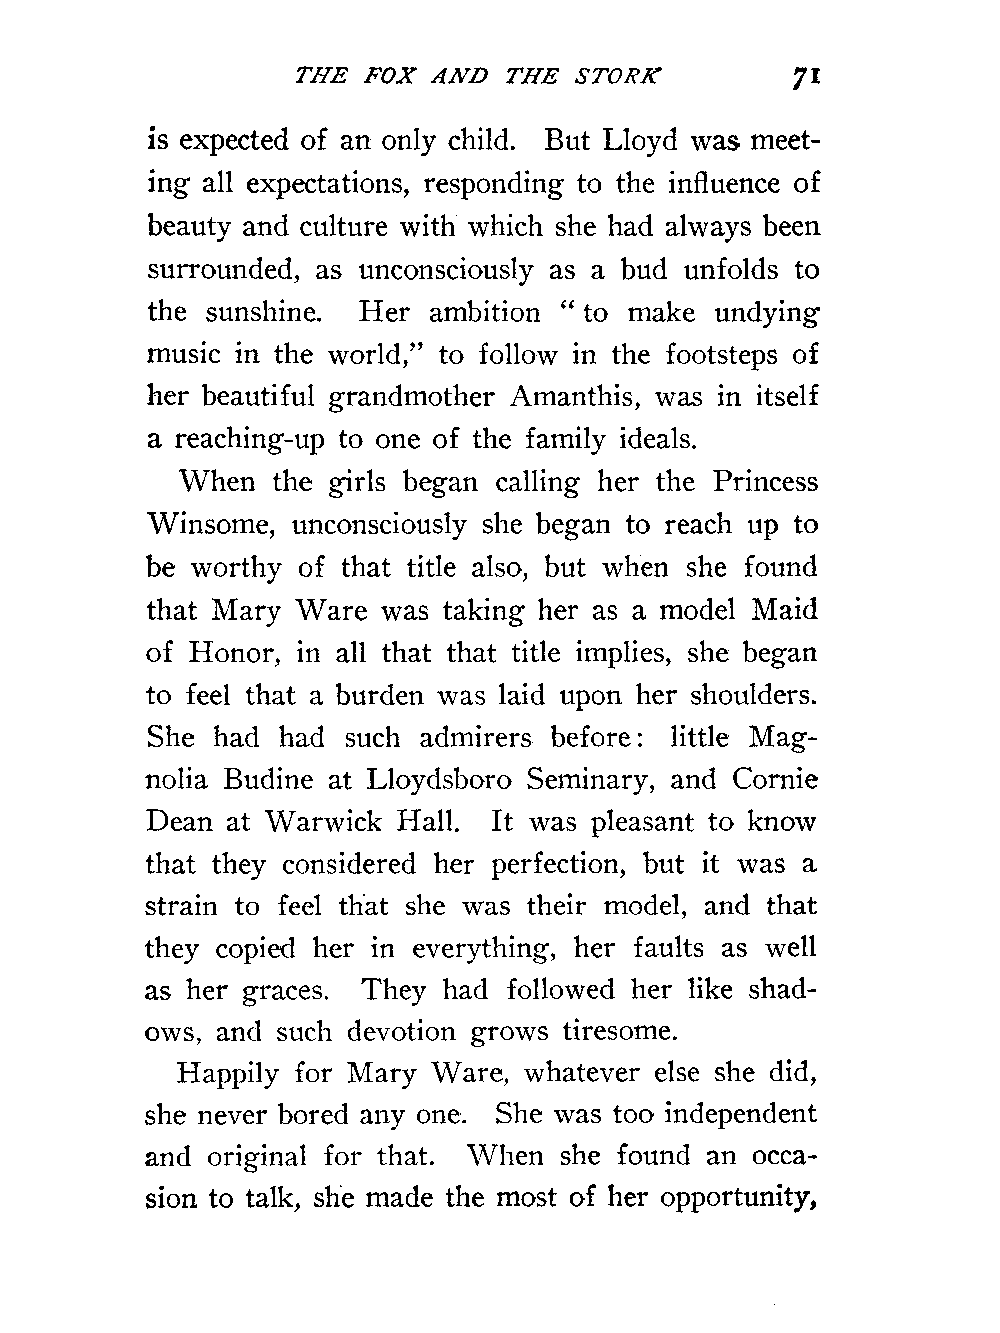 THE FOX AND THE STORK 71
is expected of an only child. But Lloyd was meet-
ing all expectations, responding to the influence of
beauty and culture with which she had always been
surrounded, as unconsciously as a bud unfolds to
the sunshine. Her ambition “ to make undying
music in the world,” to follow in the footsteps of
her beautiful grandmother Amanthis, was in itself
a reaching-up to one of the family ideals.
When the girls began calling her the Princess
Winsome, unconsciously she began to reach up to
be worthy of that title also, but when she found
that Mary Ware was taking her as a model Maid
of Honor, in all that that title implies, she began
to feel that a burden was laid upon her shoulders.
She had had such admirers before: little Mag-
nolia Budine at Lloydsboro Seminary, and Cornie
Dean at Warwick Hall. It was pleasant to know
that they considered her perfection, but it was a
strain to feel that she was their model, and that
they copied her in everything, her faults as well
as her graces. They had followed her like shad-
ows, and such devotion grows tiresome.
Happily for Mary Ware, whatever else she did,
she never bored any one. She was too independent
and original for that. When she found an occa-
sion to talk, she made the most of her opportunity,